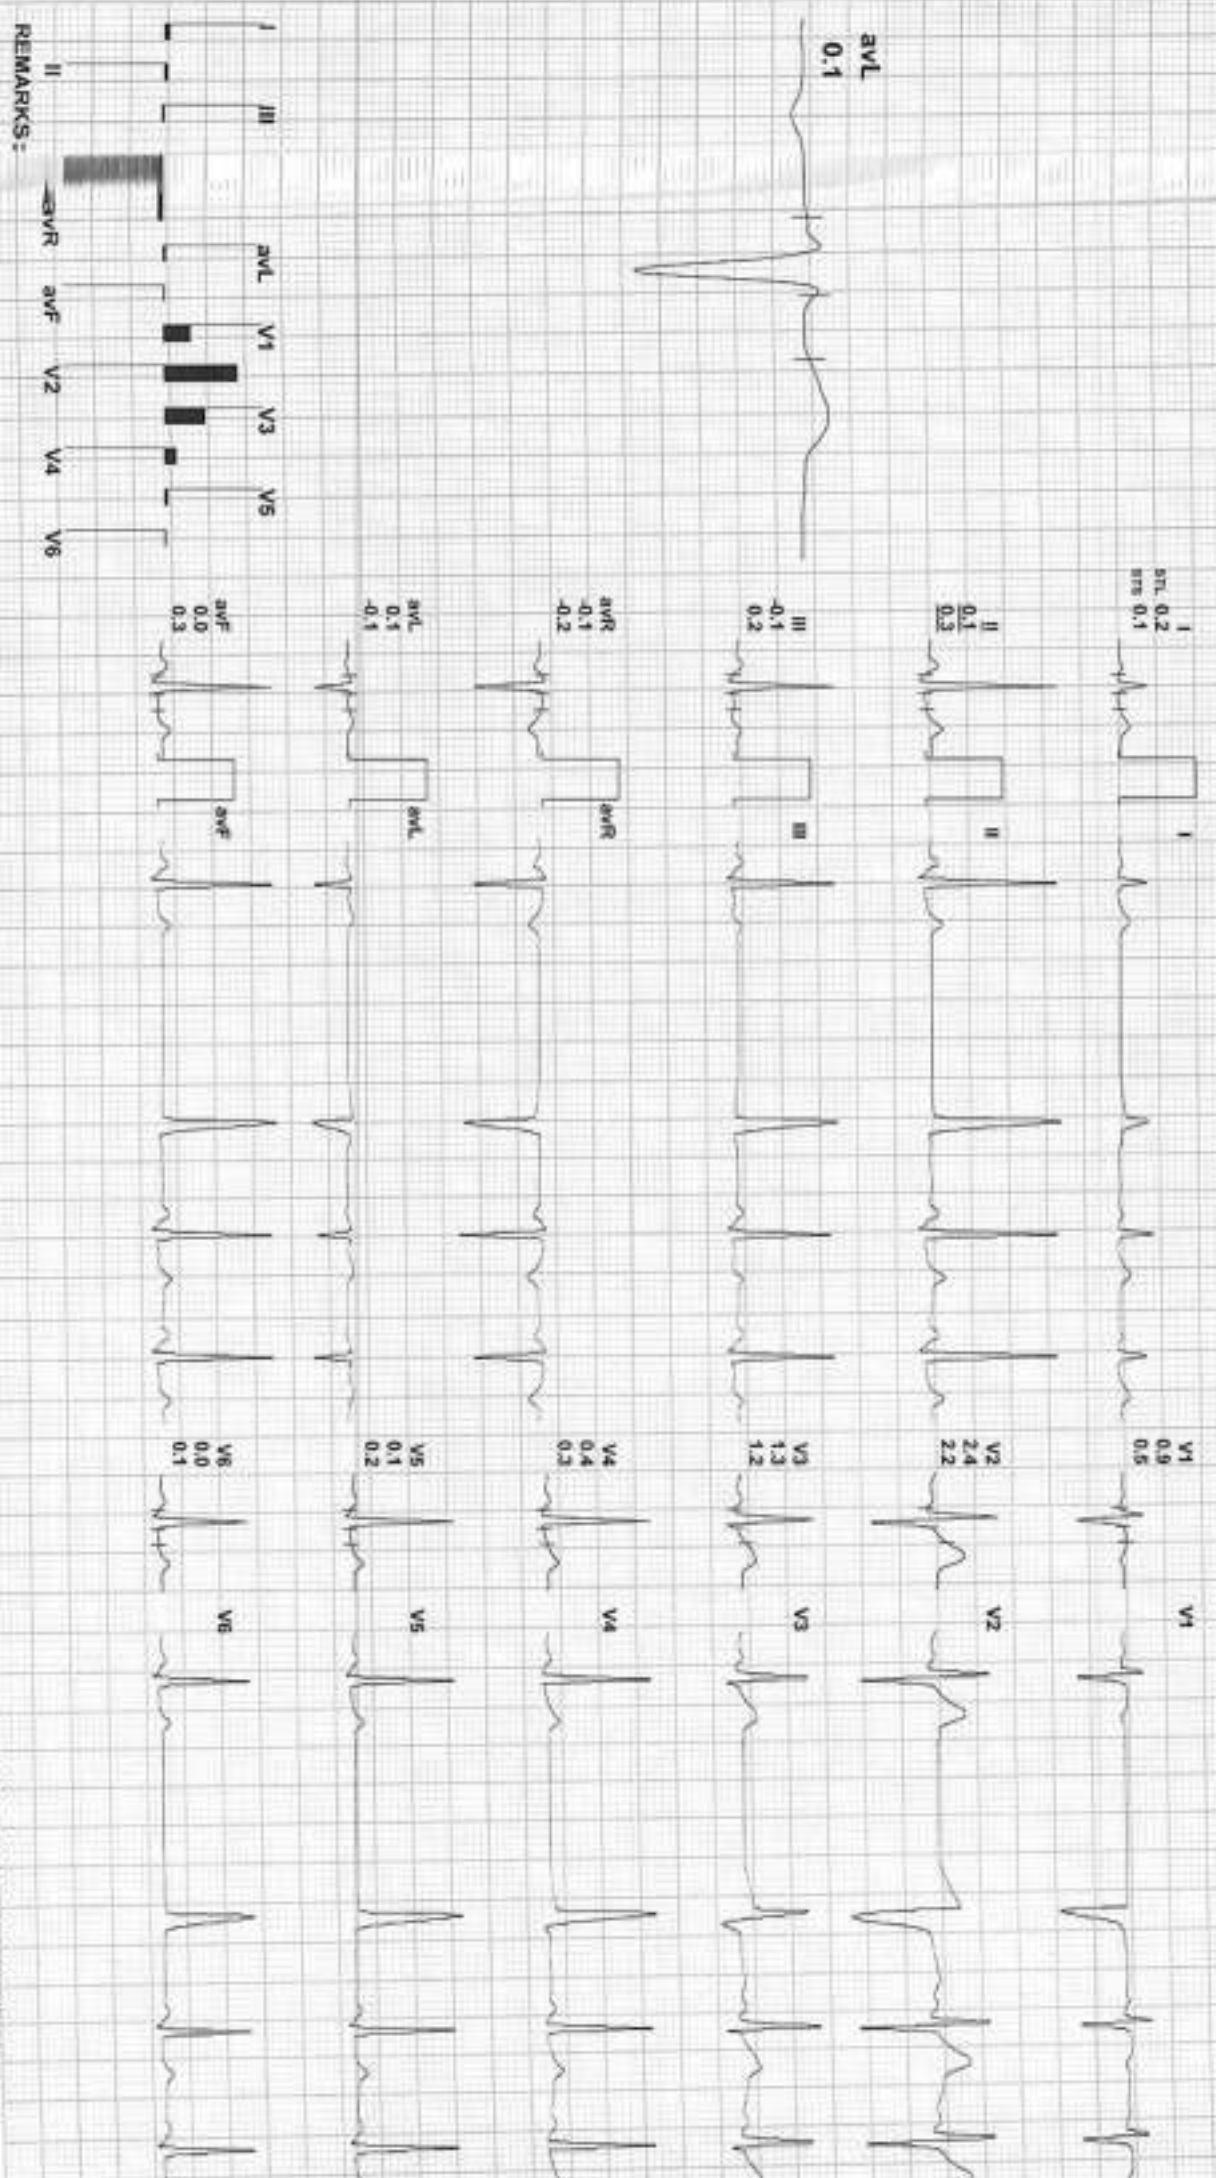 avL
0.1
I
STL 0.2
STS 0.1
I
II
0.1
0.3
II
III
-0.1
0.2
III
avR
-0.1
-0.2
avR
avL
0.1
-0.1
avL
avF
0.0
0.3
avF
V1
0.9
0.5
V1
V2
2.4
2.2
V2
V3
1.3
1.2
V3
V4
0.4
0.3
V4
V5
0.1
0.2
V5
V6
0.0
0.1
V6
I III avL V1 V3 V5
II avR avF V2 V4 V6
REMARKS: